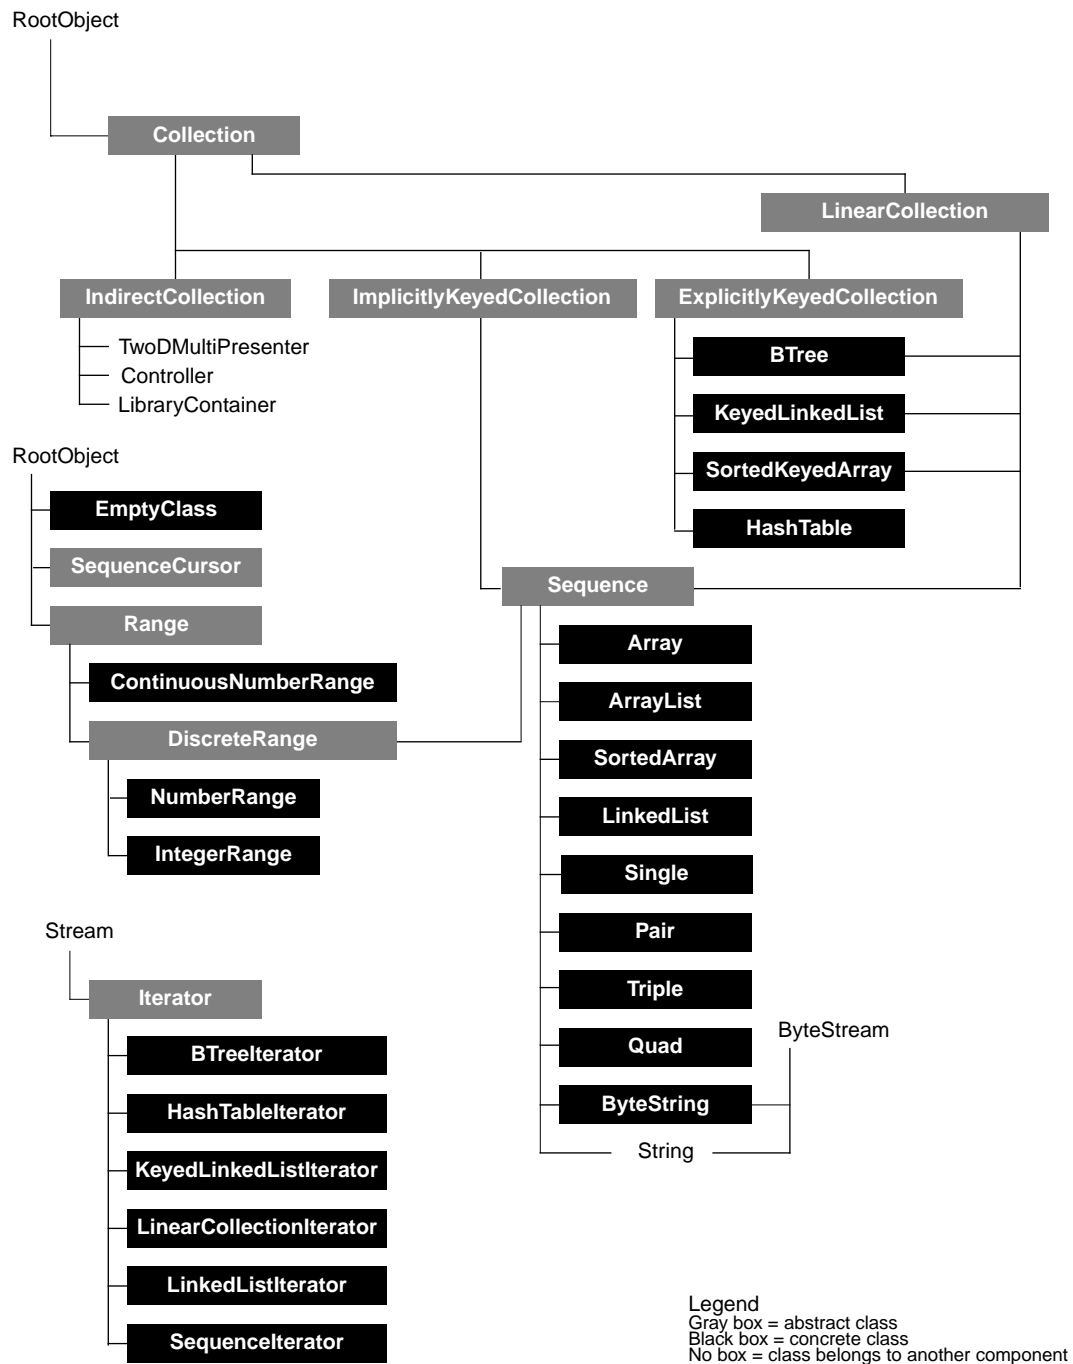 RootObject
Collection
LinearCollection
IndirectCollection
ImplicitlyKeyedCollection
ExplicitlyKeyedCollection
TwoDMultiPresenter
Controller
LibraryContainer
BTree
KeyedLinkedList
SortedKeyedArray
HashTable
RootObject
EmptyClass
SequenceCursor
Range
ContinuousNumberRange
DiscreteRange
NumberRange
IntegerRange
Sequence
Array
ArrayList
SortedArray
LinkedList
Single
Pair
Triple
Quad
ByteString
String
ByteStream
Stream
Iterator
BTreeIterator
HashTableIterator
KeyedLinkedListIterator
LinearCollectionIterator
LinkedListIterator
SequenceIterator
Legend
Gray box = abstract class
Black box = concrete class
No box = class belongs to another component